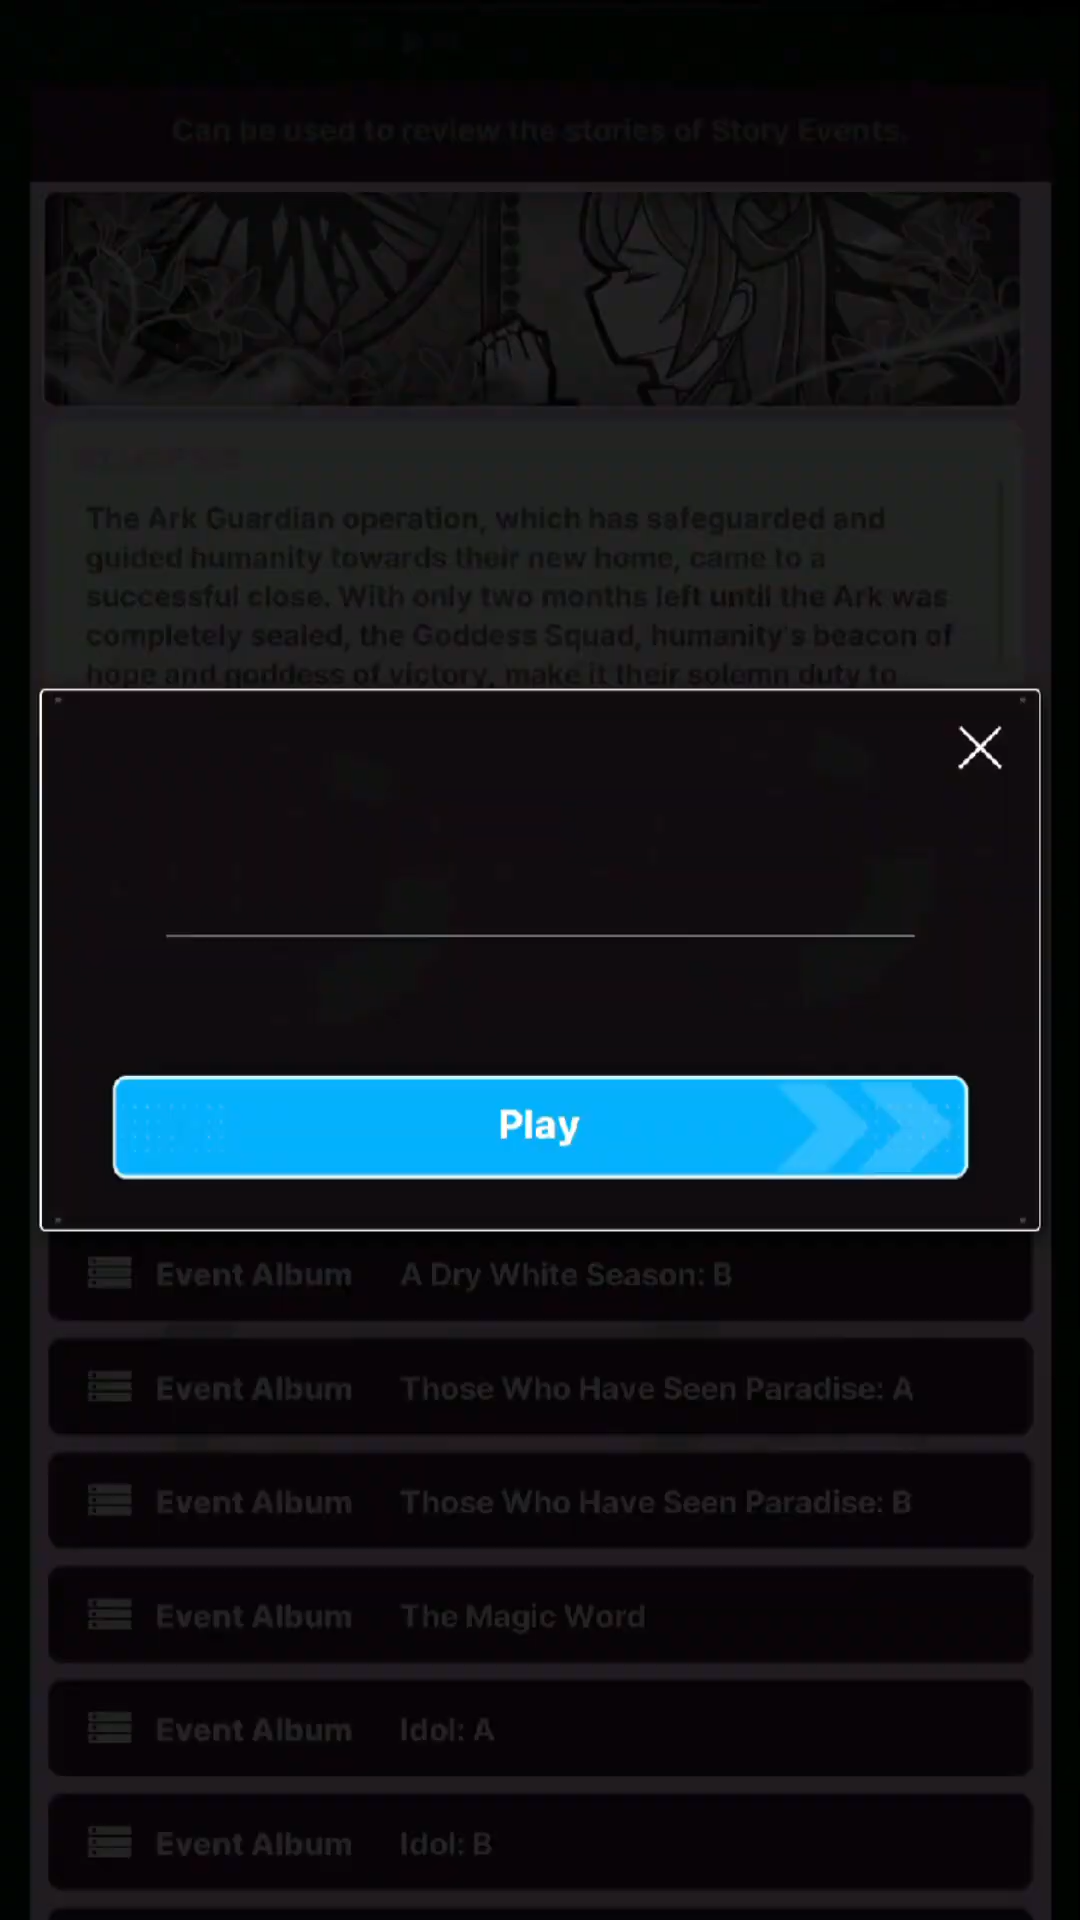 Can be used to review the stories of Story Events.
The Ark Guardian operation, which has safeguarded and
guided humanity towards their new home, came to a
successful close. With only two months left until the Ark was
completely sealed, the Goddess Squad, humanity's beacon of
hope and goddess of victory, make it their solemn duty to
Play
Event Album A Dry White Season: B
Event Album Those Who Have Seen Paradise: A
Event Album Those Who Have Seen Paradise: B
Event Album The Magic Word
Event Album Idol: A
Event Album Idol: B